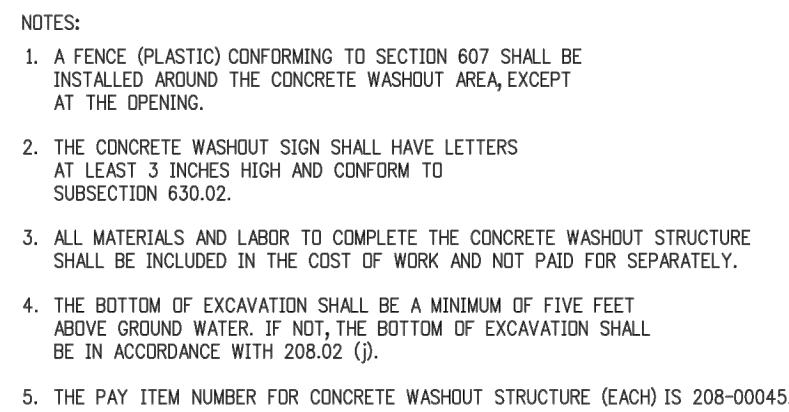 NOTES:
1. A FENCE (PLASTIC) CONFORMING TO SECTION 607 SHALL BE
INSTALLED AROUND THE CONCRETE WASHOUT AREA, EXCEPT
AT THE OPENING.
2. THE CONCRETE WASHOUT SIGN SHALL HAVE LETTERS
AT LEAST 3 INCHES HIGH AND CONFORM TO
SUBSECTION 630.02.
3. ALL MATERIALS AND LABOR TO COMPLETE THE CONCRETE WASHOUT STRUCTURE
SHALL BE INCLUDED IN THE COST OF WORK AND NOT PAID FOR SEPARATELY.
4. THE BOTTOM OF EXCAVATION SHALL BE A MINIMUM OF FIVE FEET
ABOVE GROUND WATER. IF NOT, THE BOTTOM OF EXCAVATION SHALL
BE IN ACCORDANCE WITH 208.02 (j).
5. THE PAY ITEM NUMBER FOR CONCRETE WASHOUT STRUCTURE (EACH) IS 208-00045.